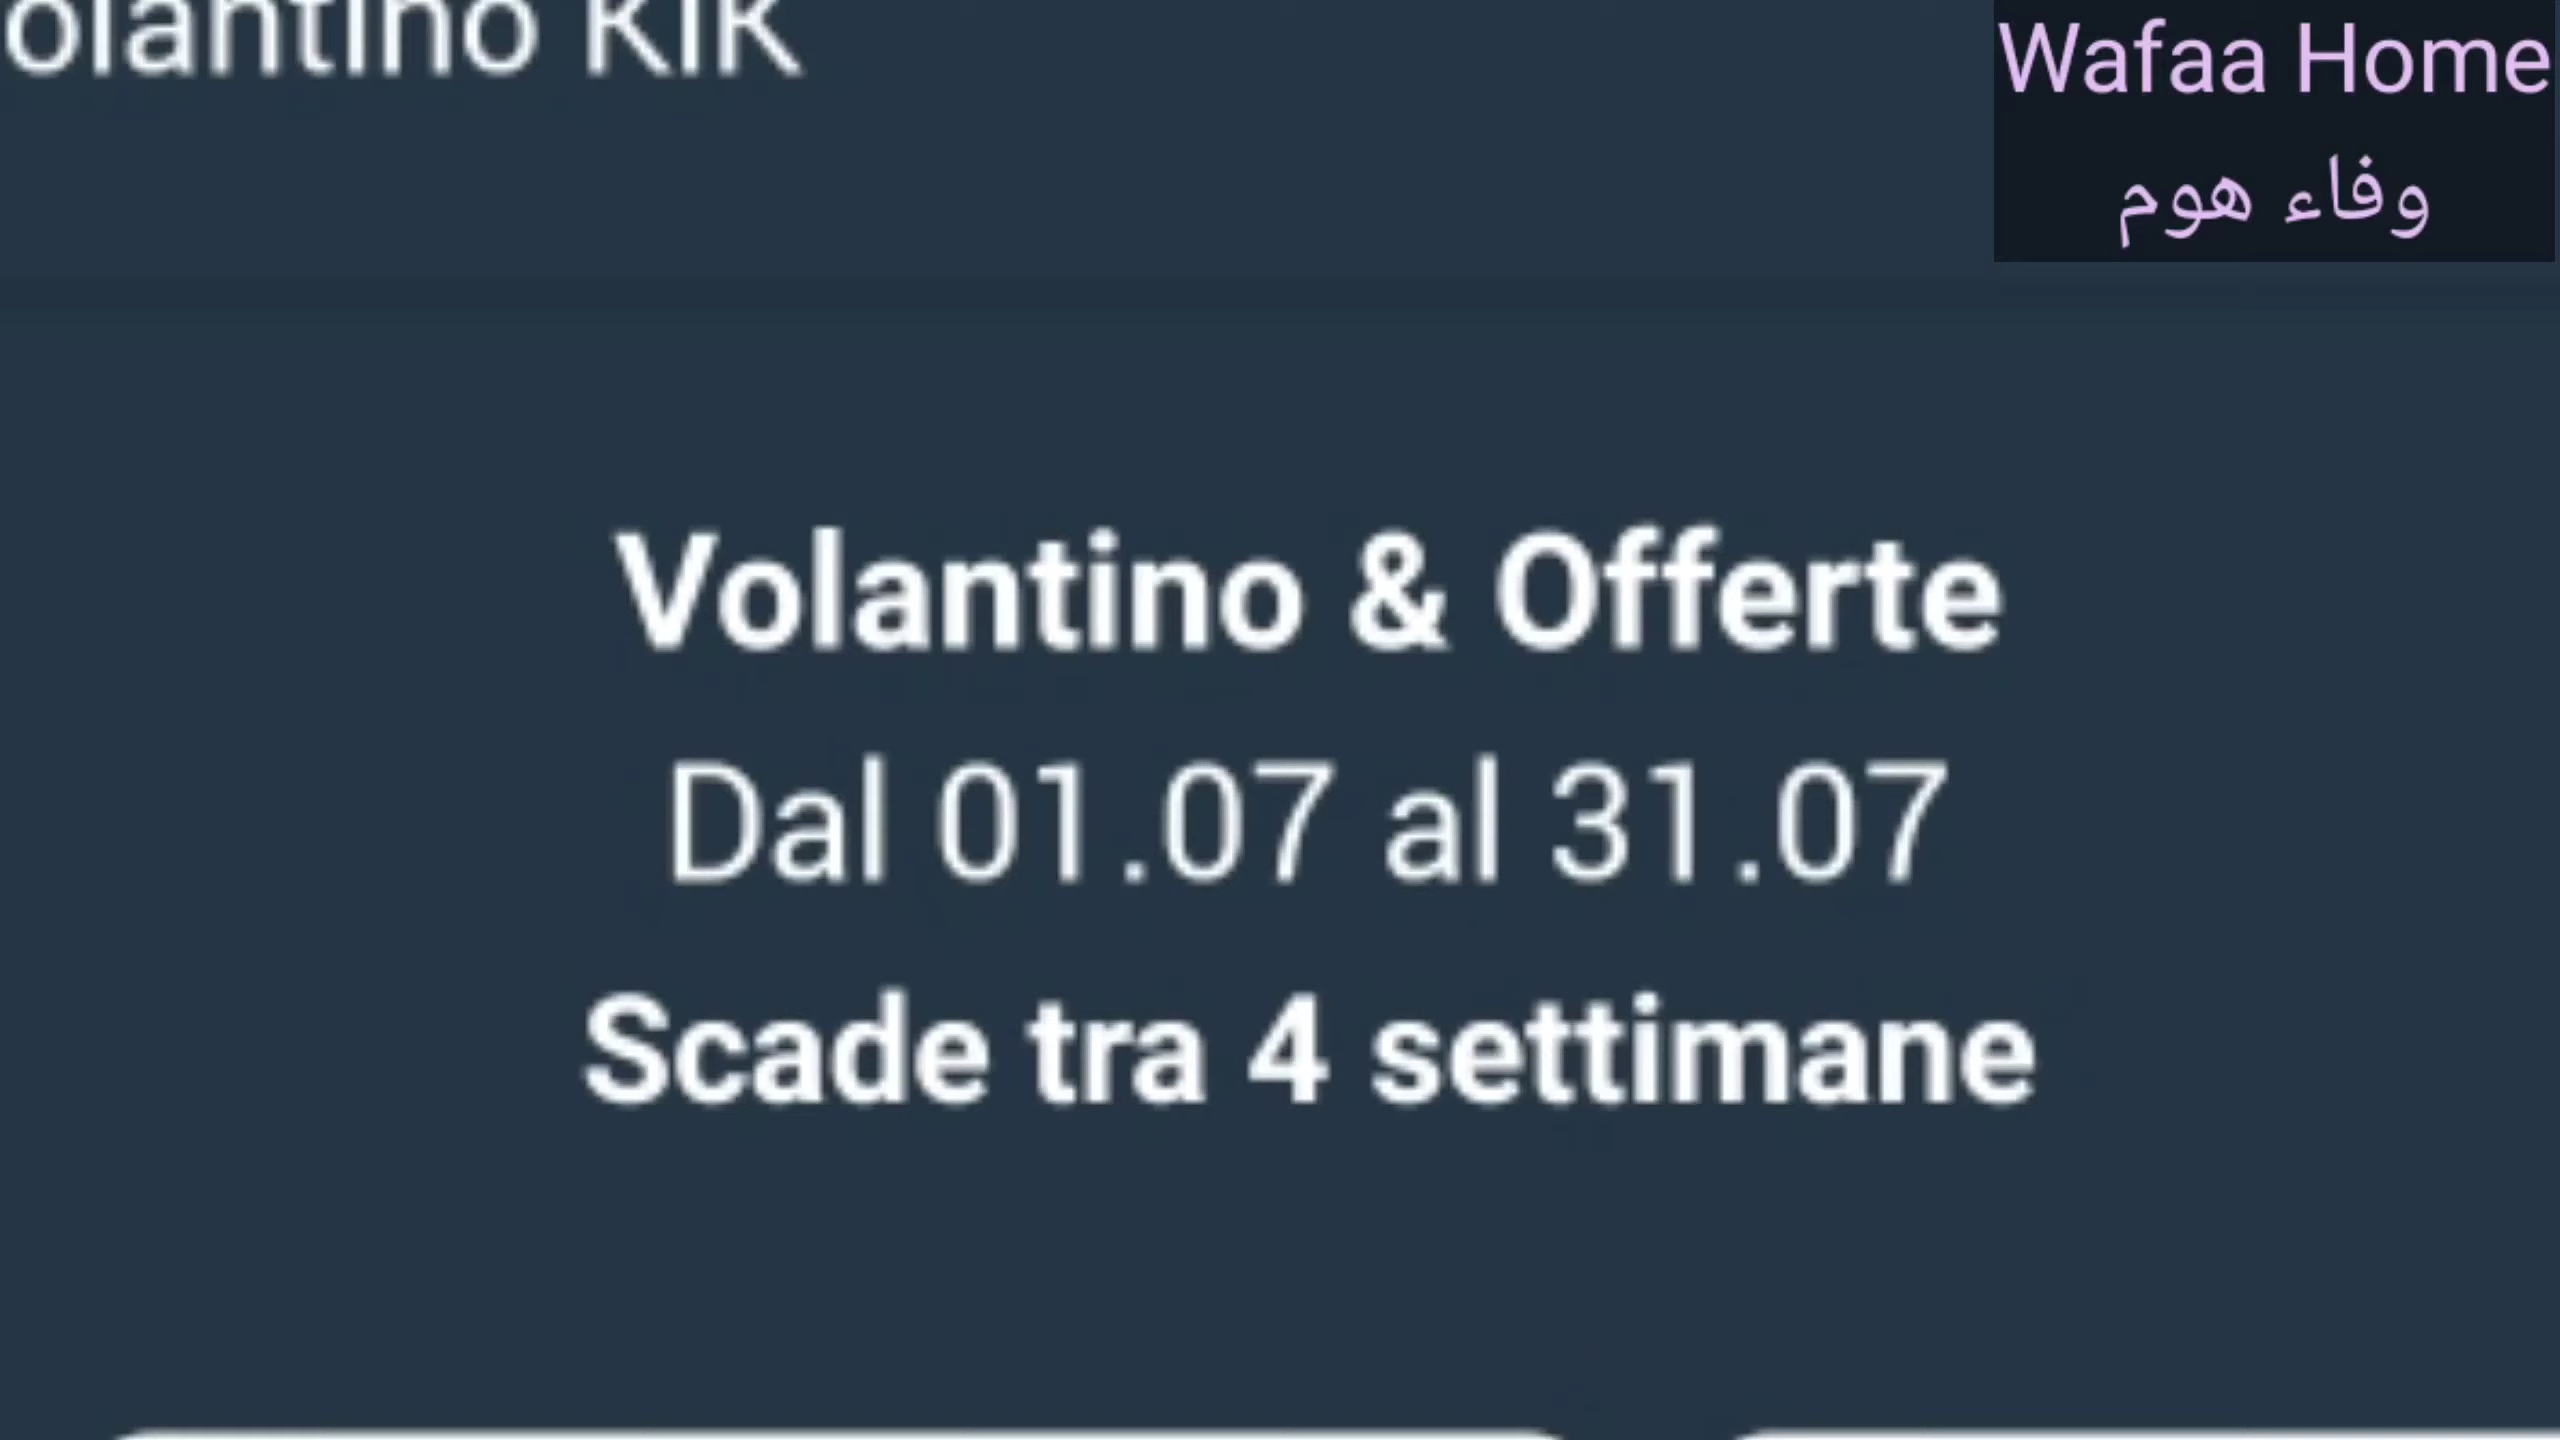 olantino KIK
Wafaa Home
وفاء هوم
Volantino & Offerte
Dal 01.07 al 31.07
Scade tra 4 settimane